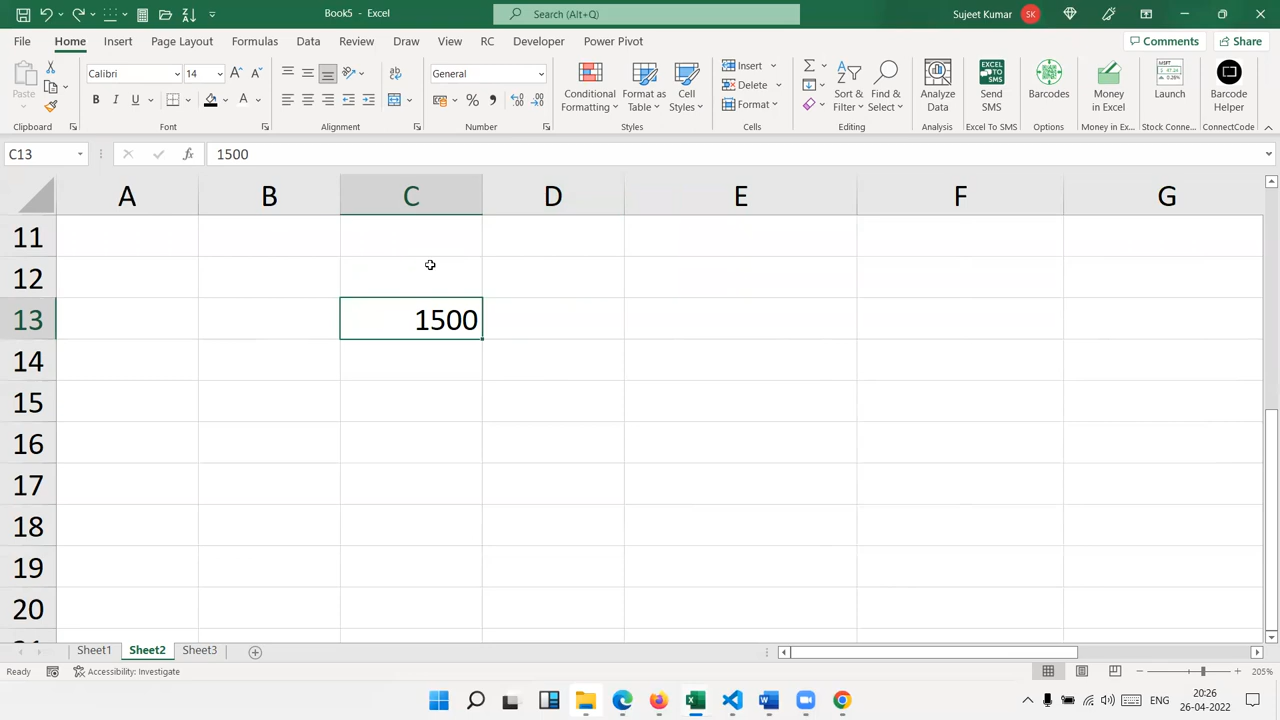 Book5 - Excel
Search (Alt+Q)
Sujeet Kumar
SK
File Home Insert Page Layout Formulas Data Review View Draw RC Developer Power Pivot
Comments
Share
Paste
Calibri
14
General
B I U
Conditional Formatting
Format as Table
Cell Styles
Insert
Delete
Format
Sort & Filter
Find & Select
Analyze Data
Send SMS
Barcodes
Money in Excel
Launch
Barcode Helper
Clipboard
Font
Alignment
Number
Styles
Cells
Editing
Analysis
Excel To SMS
Options
Money in Ex...
Stock Conne...
ConnectCode
C13
fx
1500
A B C D E F G
11
12
13 1500
14
15
16
17
18
19
20
Sheet1 Sheet2 Sheet3
Ready
Accessibility: Investigate
205%
ENG
20:26
26-04-2022